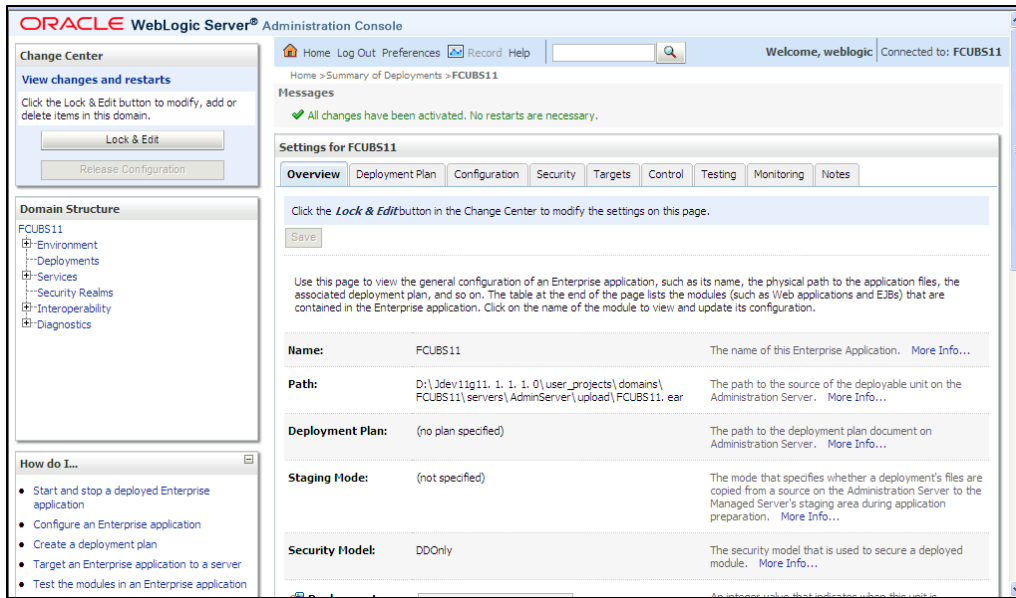 ORACLE WebLogic Server® Administration Console
Change Center
View changes and restarts
Click the Lock & Edit button to modify, add or
delete items in this domain.
Lock & Edit
Release Configuration
Domain Structure
FCUBS11
Environment
Deployments
Services
Security Realms
Interoperability
Diagnostics
How do I...
Start and stop a deployed Enterprise
application
Configure an Enterprise application
Create a deployment plan
Target an Enterprise application to a server
Test the modules in an Enterprise application
Home Log Out Preferences Record Help
Welcome, weblogic Connected to: FCUBS11
Home >Summary of Deployments >FCUBS11
Messages
All changes have been activated. No restarts are necessary.
Settings for FCUBS11
Overview Deployment Plan Configuration Security Targets Control Testing Monitoring Notes
Click the Lock & Edit button in the Change Center to modify the settings on this page.
Save
Use this page to view the general configuration of an Enterprise application, such as its name, the physical path to the application files, the
associated deployment plan, and so on. The table at the end of the page lists the modules (such as Web applications and EJBs) that are
contained in the Enterprise application. Click on the name of the module to view and update its configuration.
Name: FCUBS11 The name of this Enterprise Application. More Info...
Path: D:\Jdev11g11. 1. 1. 1. 0\user_projects\domains\ The path to the source of the deployable unit on the
FCUBS11\servers\AdminServer\upload\FCUBS11. ear Administration Server. More Info...
Deployment Plan: (no plan specified) The path to the deployment plan document on
Administration Server. More Info...
Staging Mode: (not specified) The mode that specifies whether a deployment's files are
copied from a source on the Administration Server to the
Managed Server's staging area during application
preparation. More Info...
Security Model: DDOnly The security model that is used to secure a deployed
module. More Info...
An integer value that indicates when this unit is